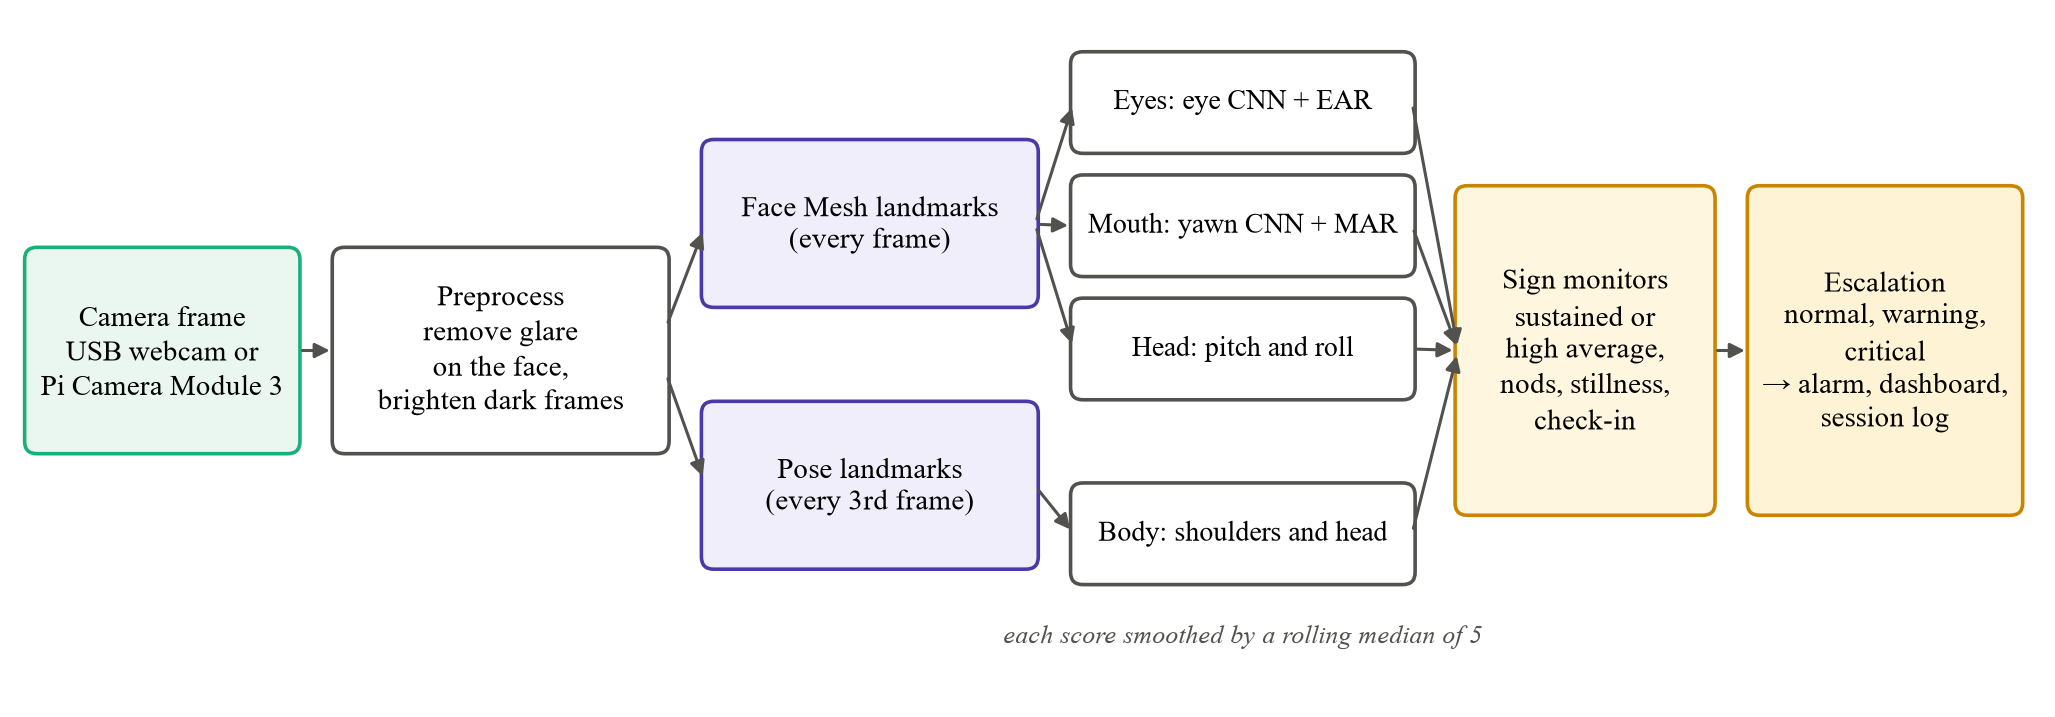 Camera frame
USB webcam or
Pi Camera Module 3
Preprocess
remove glare
on the face,
brighten dark frames
Face Mesh landmarks
(every frame)
Pose landmarks
(every 3rd frame)
Eyes: eye CNN + EAR
Mouth: yawn CNN + MAR
Head: pitch and roll
Body: shoulders and head
Sign monitors
sustained or
high average,
nods, stillness,
check-in
Escalation
normal, warning,
critical
→ alarm, dashboard,
session log
each score smoothed by a rolling median of 5